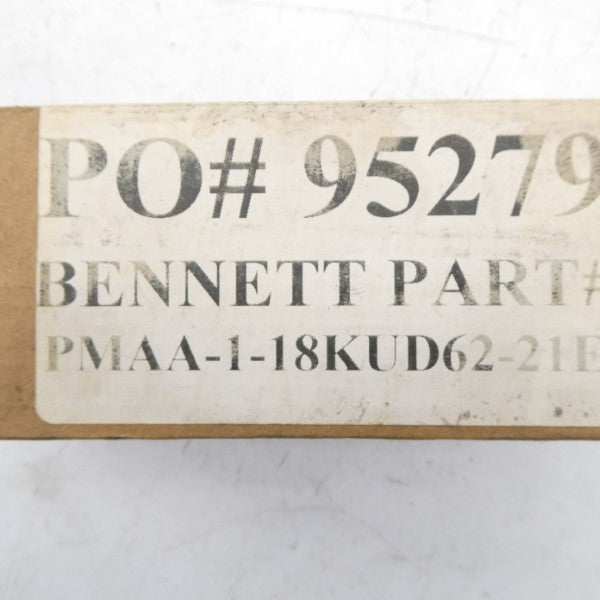 PO# 95279
BENNETT PART#
PMAA-1-18KUD62-21E